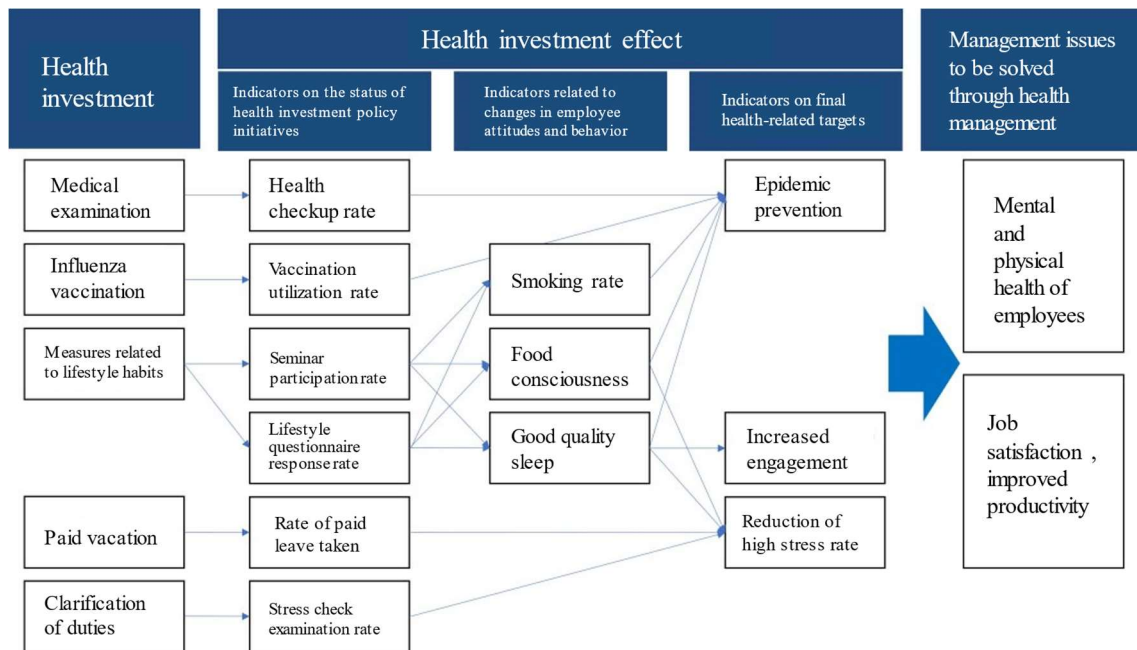 Health
investment
Health investment effect
Indicators on the status of
health investment policy
initiatives
Indicators related to
changes in employee
attitudes and behavior
Indicators on final
health-related targets
Management issues
to be solved
through health
management
Medical
examination
Health
checkup rate
Epidemic
prevention
Influenza
vaccination
Vaccination
utilization rate
Smoking rate
Measures related
to lifestyle habits
Seminar
participation rate
Food
consciousness
Lifestyle
questionnaire
response rate
Good quality
sleep
Increased
engagement
Paid vacation
Rate of paid
leave taken
Reduction of
high stress rate
Clarification
of duties
Stress check
examination rate
Mental
and
physical
health of
employees
Job
satisfaction ,
improved
productivity